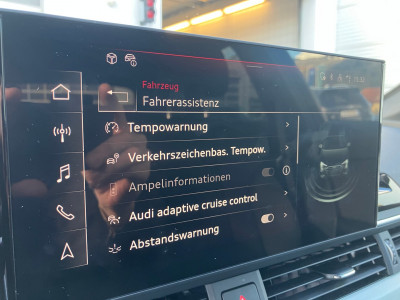 Fahrzeug
Fahrerassistenz
Tempowarnung
Verkehrszeichenbas. Tempow.
Ampelinformationen
Audi adaptive cruise control
Abstandswarnung